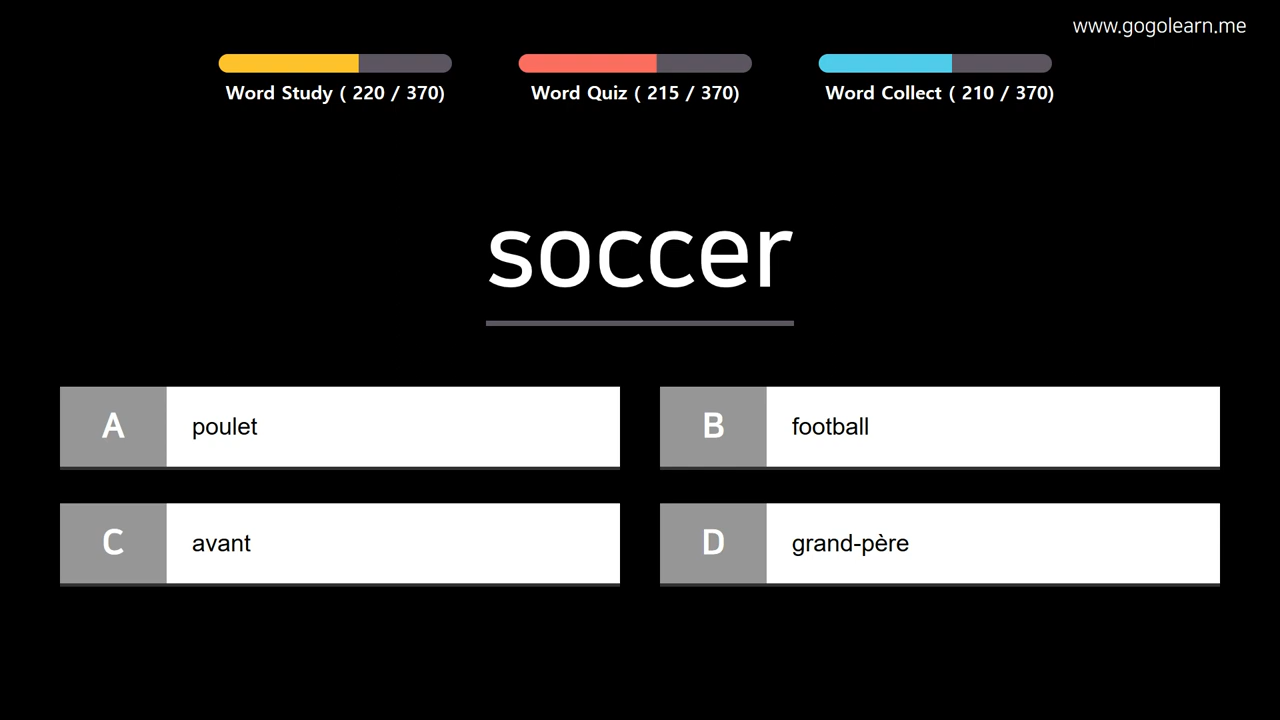 www.gogolearn.me
Word Study ( 220 / 370)
Word Quiz ( 215 / 370)
Word Collect ( 210 / 370)
soccer
A poulet
B football
C avant
D grand-père